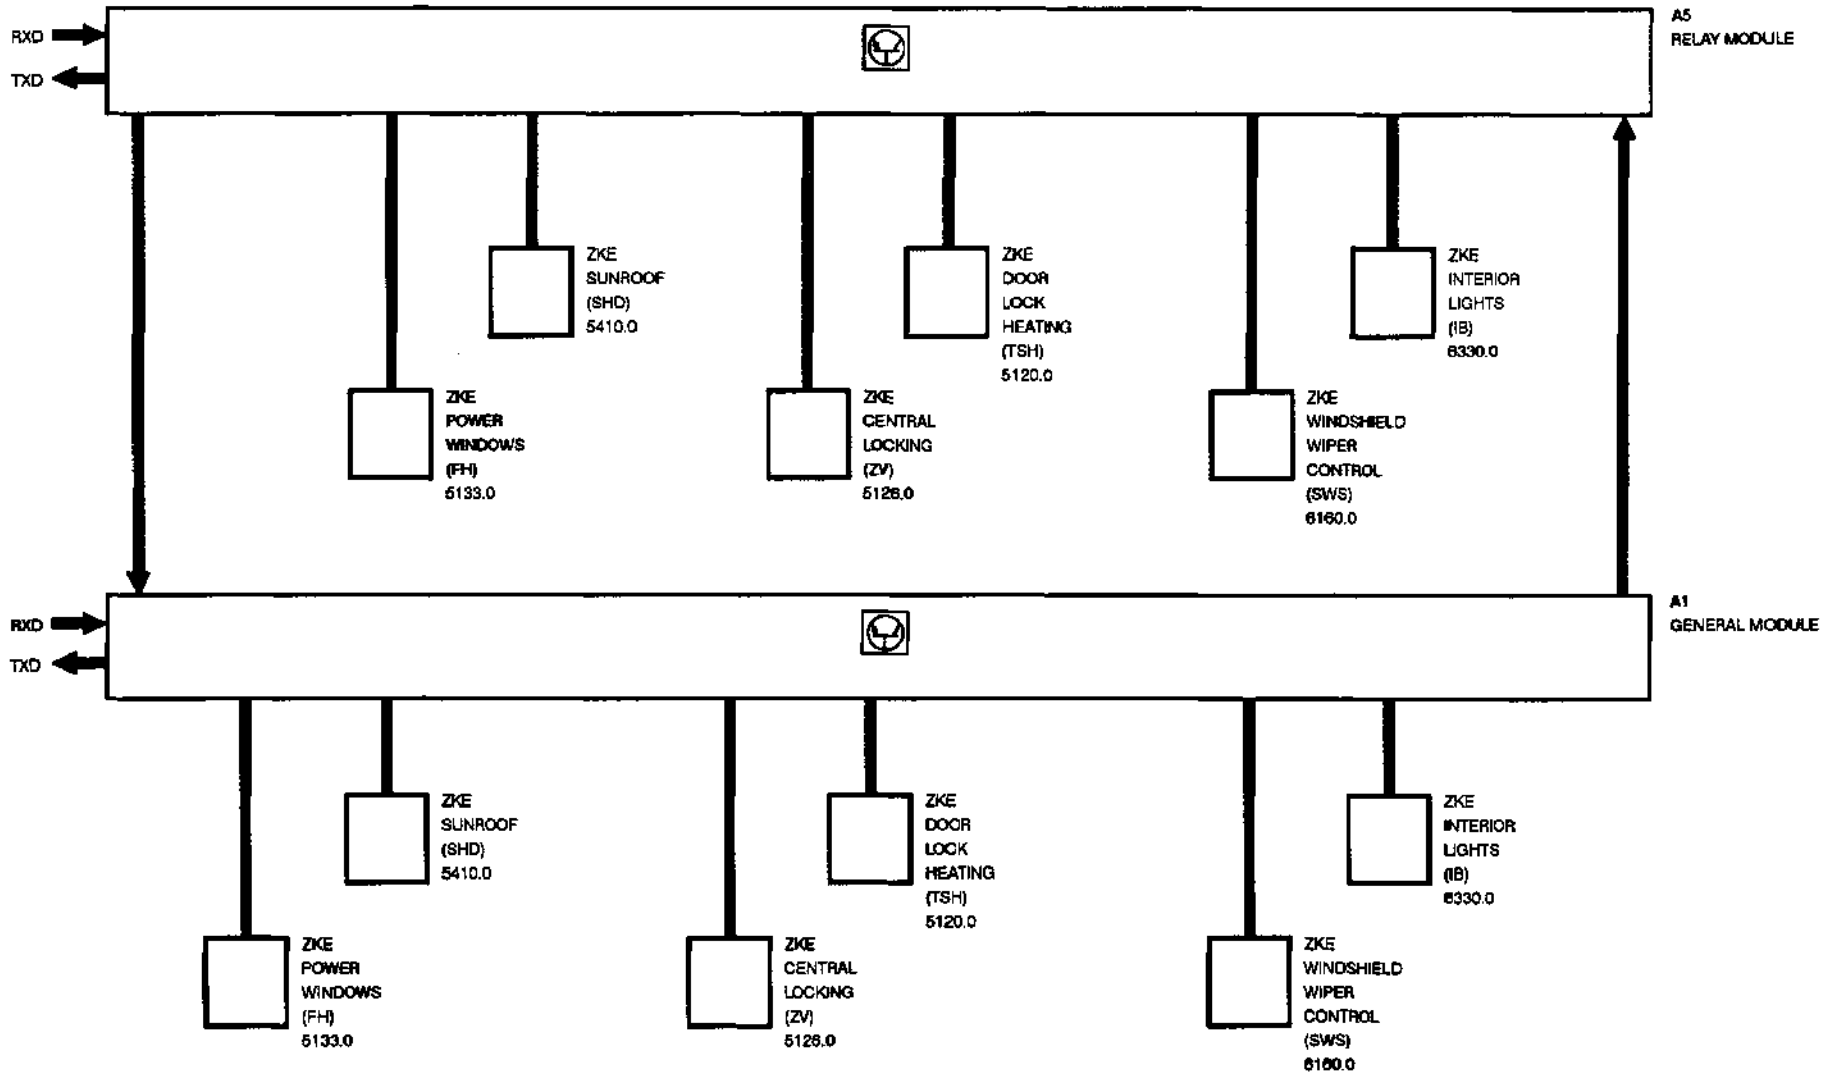 RXD
TXD
A5
RELAY MODULE
ZKE
SUNROOF
(SHD)
5410.0
ZKE
DOOR
LOCK
HEATING
(TSH)
5120.0
ZKE
INTERIOR
LIGHTS
(IB)
6330.0
ZKE
POWER
WINDOWS
(FH)
5133.0
ZKE
CENTRAL
LOCKING
(ZV)
5126.0
ZKE
WINDSHIELD
WIPER
CONTROL
(SWS)
6160.0
RXD
TXD
A1
GENERAL MODULE
ZKE
SUNROOF
(SHD)
5410.0
ZKE
DOOR
LOCK
HEATING
(TSH)
5120.0
ZKE
INTERIOR
LIGHTS
(IB)
6330.0
ZKE
POWER
WINDOWS
(FH)
5133.0
ZKE
CENTRAL
LOCKING
(ZV)
5126.0
ZKE
WINDSHIELD
WIPER
CONTROL
(SWS)
6160.0